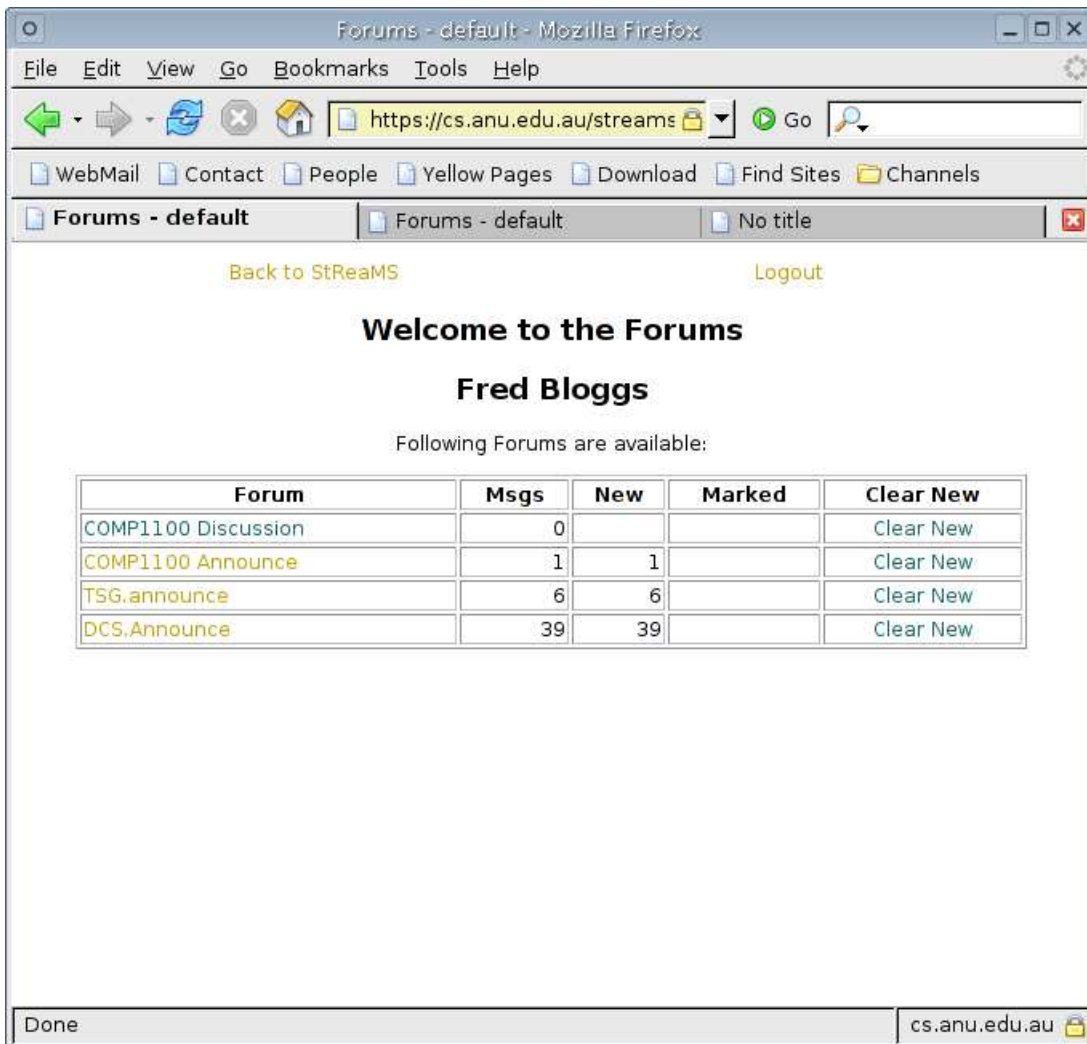 Forums - default - Mozilla Firefox
File Edit View Go Bookmarks Tools Help
https://cs.anu.edu.au/streams Go
WebMail Contact People Yellow Pages Download Find Sites Channels
Forums - default Forums - default No title
Back to StReaMS Logout
Welcome to the Forums
Fred Bloggs
Following Forums are available:
Forum Msgs New Marked Clear New
COMP1100 Discussion 0 Clear New
COMP1100 Announce 1 1 Clear New
TSG.announce 6 6 Clear New
DCS.Announce 39 39 Clear New
Done cs.anu.edu.au